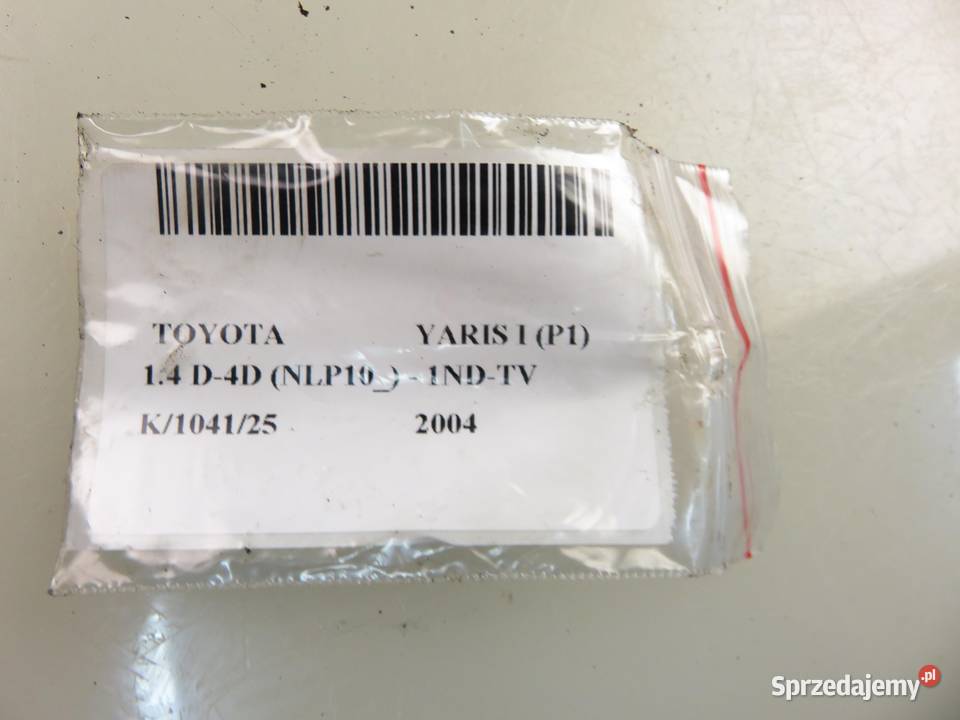 TOYOTA YARIS I (P1)
1.4 D-4D (NLP10_) - 1ND-TV
K/1041/25 2004
Sprzedajemy.pl